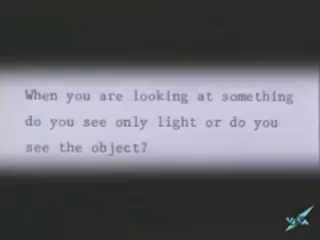 When you are looking at something
do you see only light or do you
see the object?